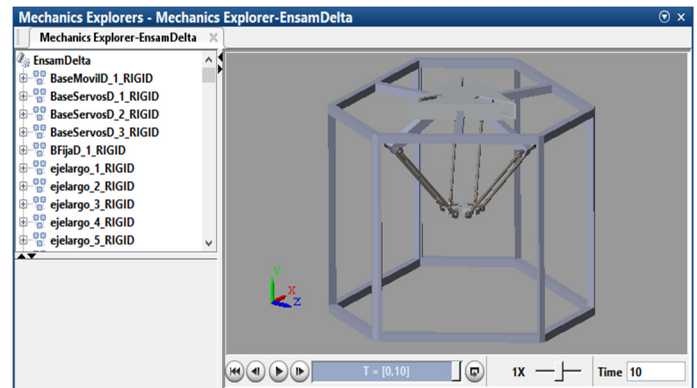 Mechanics Explorers - Mechanics Explorer-EnsamDelta
Mechanics Explorer-EnsamDelta
EnsamDelta
BaseMovilD_1_RIGID
BaseServosD_1_RIGID
BaseServosD_2_RIGID
BaseServosD_3_RIGID
BFijaD_1_RIGID
ejelargo_1_RIGID
ejelargo_2_RIGID
ejelargo_3_RIGID
ejelargo_4_RIGID
ejelargo_5_RIGID
Y
X
Z
T = [0,10]
1X
Time 10